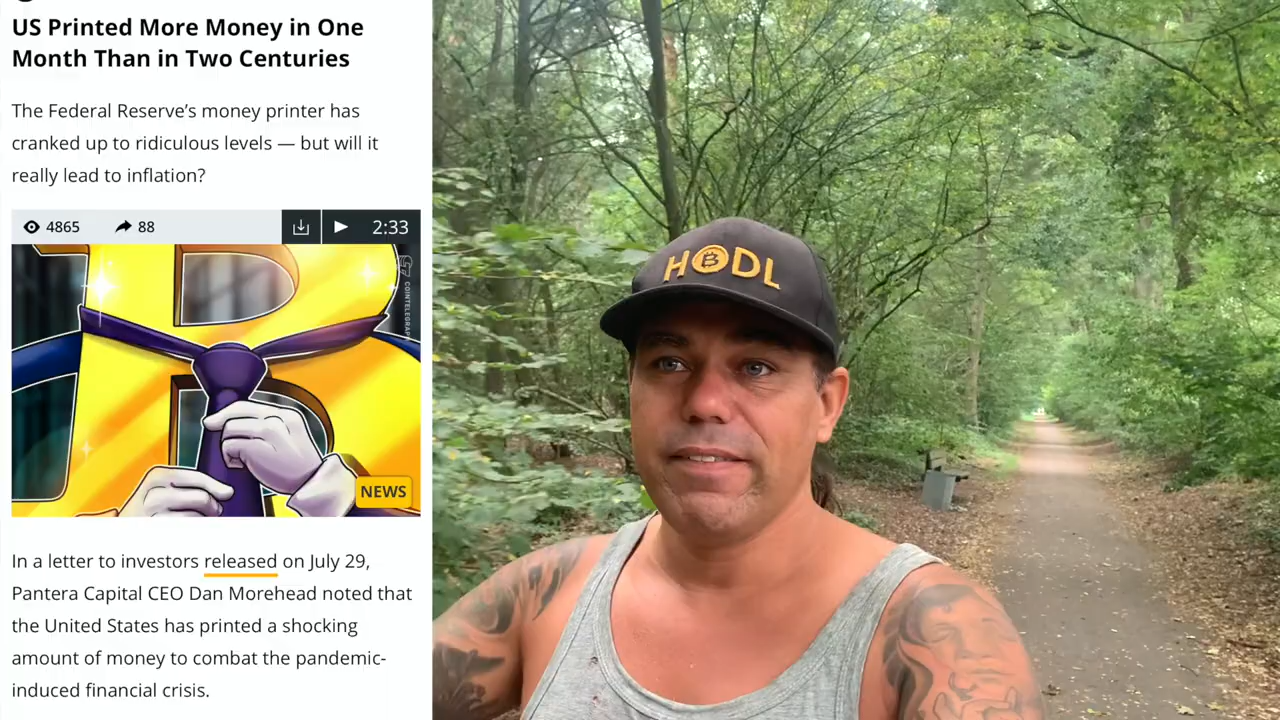 US Printed More Money in One
Month Than in Two Centuries
The Federal Reserve's money printer has
cranked up to ridiculous levels — but will it
really lead to inflation?
4865
88
2:33
COINTELEGRAPH
NEWS
In a letter to investors released on July 29,
Pantera Capital CEO Dan Morehead noted that
the United States has printed a shocking
amount of money to combat the pandemic-
induced financial crisis.
HODL